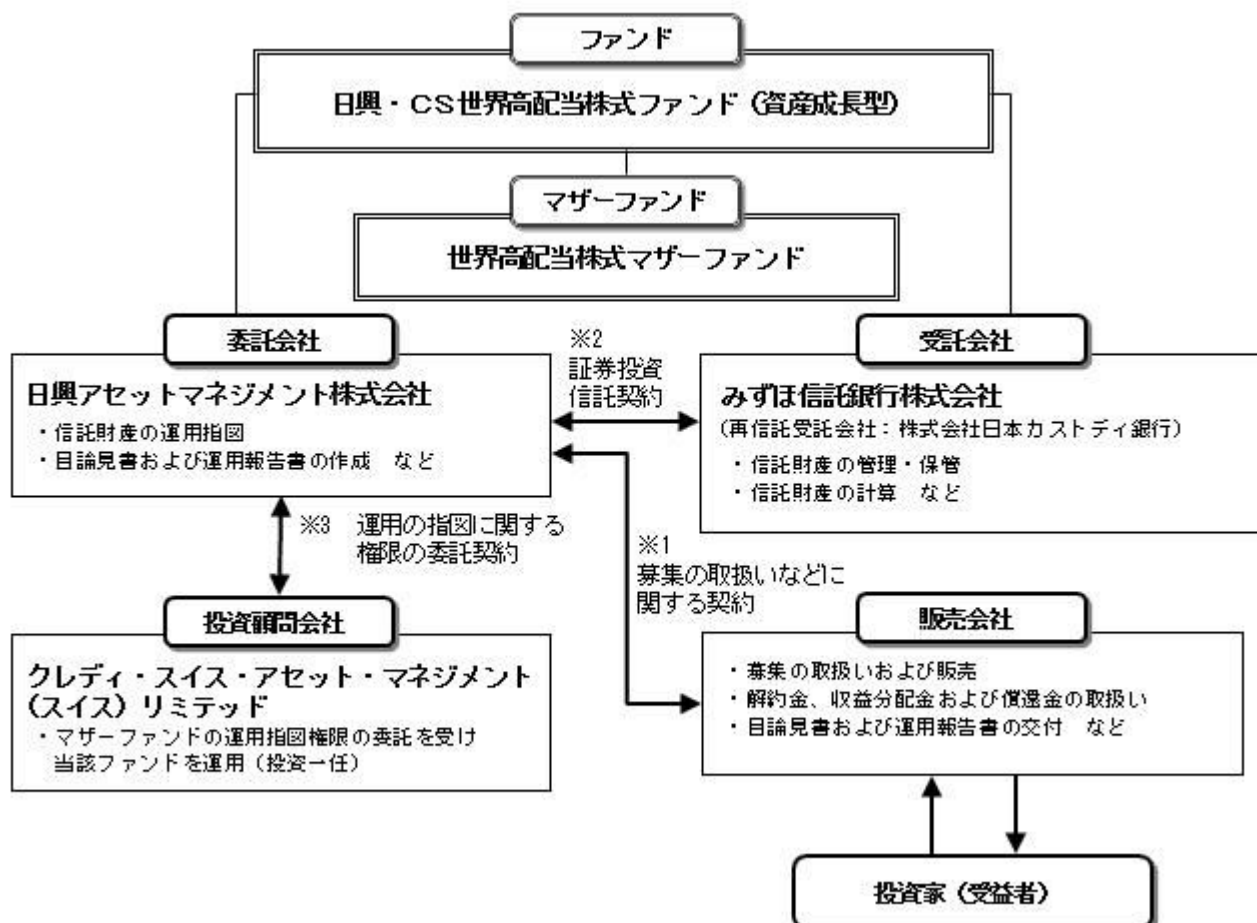 ファンド
日興・CS世界高配当株式ファンド（資産成長型）
マザーファンド
世界高配当株式マザーファンド
委託会社
日興アセットマネジメント株式会社
・信託財産の運用指図
・目論見書および運用報告書の作成　など
※2
証券投資
信託契約
受託会社
みずほ信託銀行株式会社
（再信託受託会社：株式会社日本カストディ銀行）
・信託財産の管理・保管
・信託財産の計算　など
※3　運用の指図に関する
権限の委託契約
※1
募集の取扱いなどに
関する契約
投資顧問会社
クレディ・スイス・アセット・マネジメント
（スイス）リミテッド
・マザーファンドの運用指図権限の委託を受け
当該ファンドを運用（投資一任）
販売会社
・募集の取扱いおよび販売
・解約金、収益分配金および償還金の取扱い
・目論見書および運用報告書の交付　など
投資家（受益者）